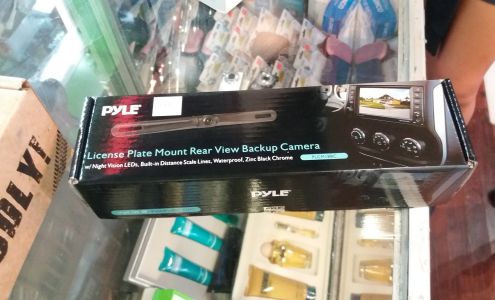 PYLE
License Plate Mount Rear View Backup Camera
w/ Night Vision LEDs, Built-in Distance Scale Lines, Waterproof, Zinc Black Chrome
PYLE